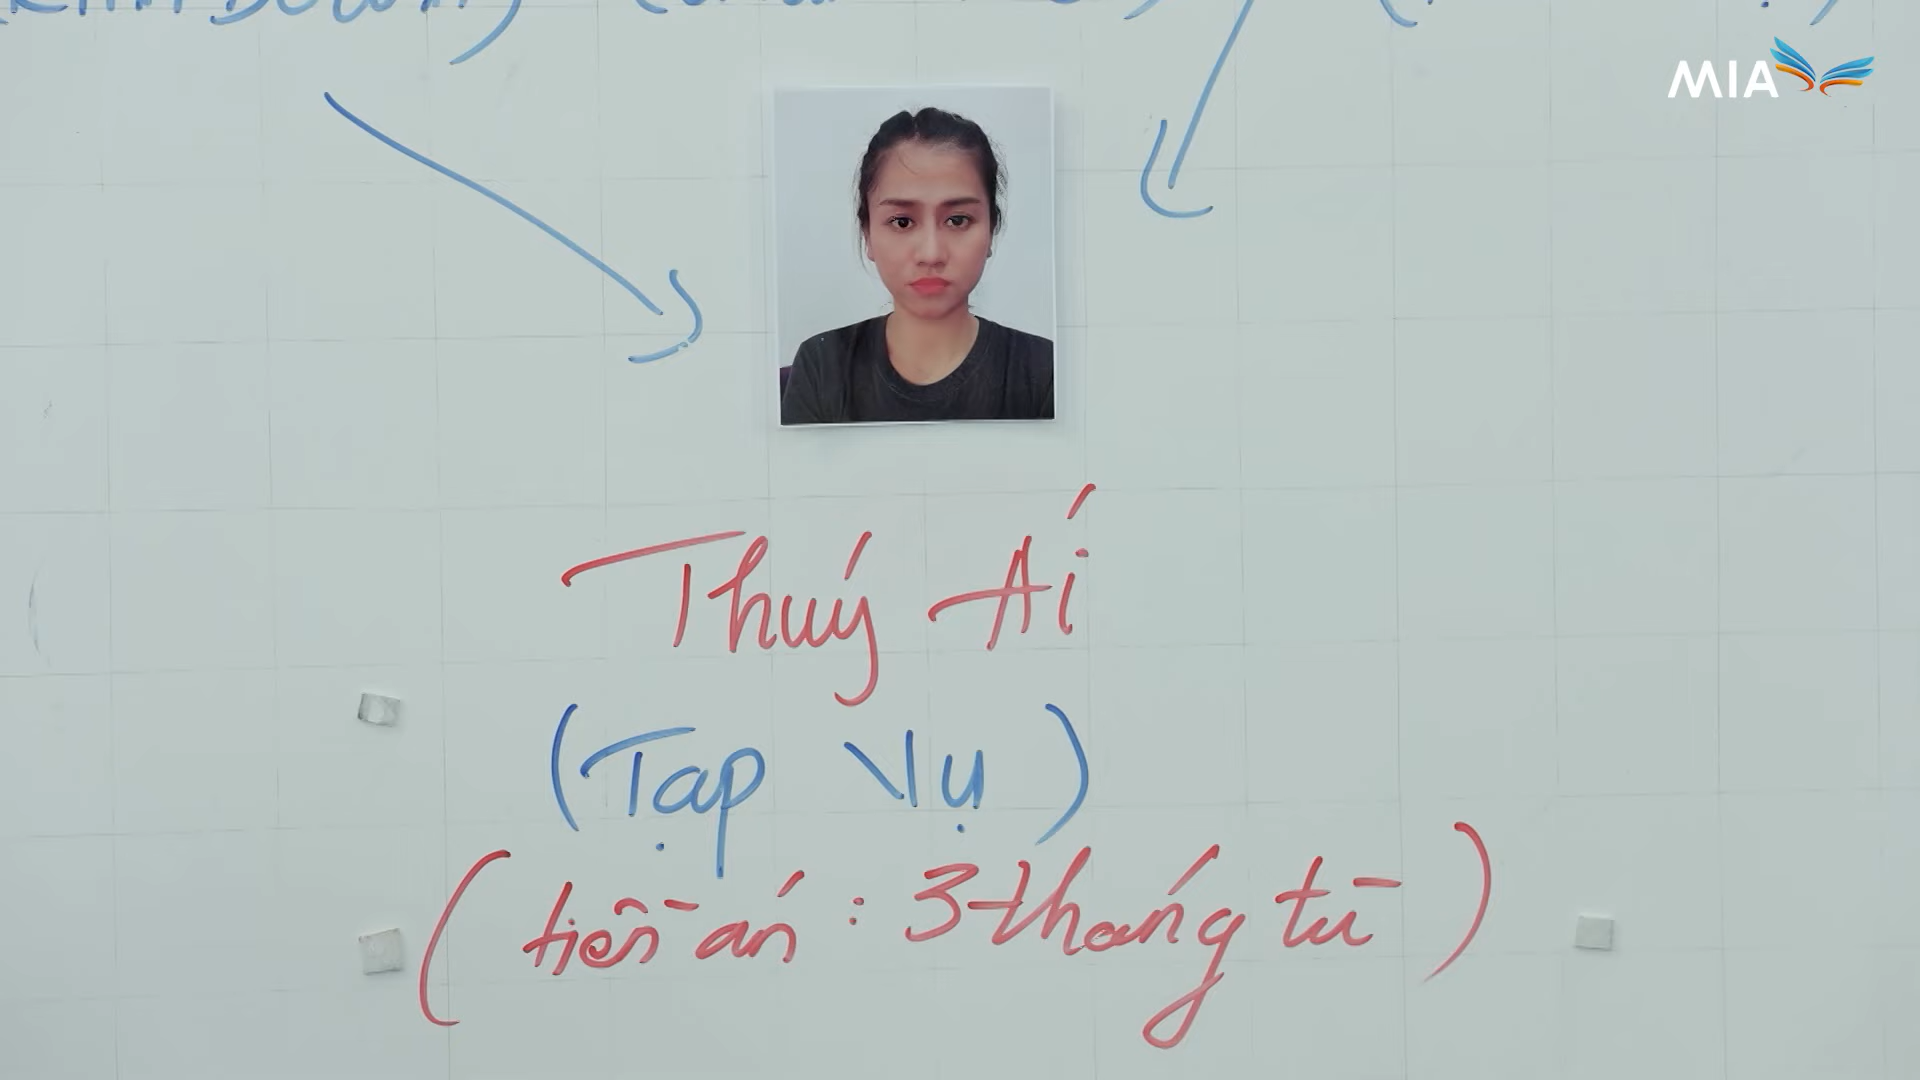 MIA
Thuý Ái
(Tạp Vụ)
(tiền án: 3 tháng tù)